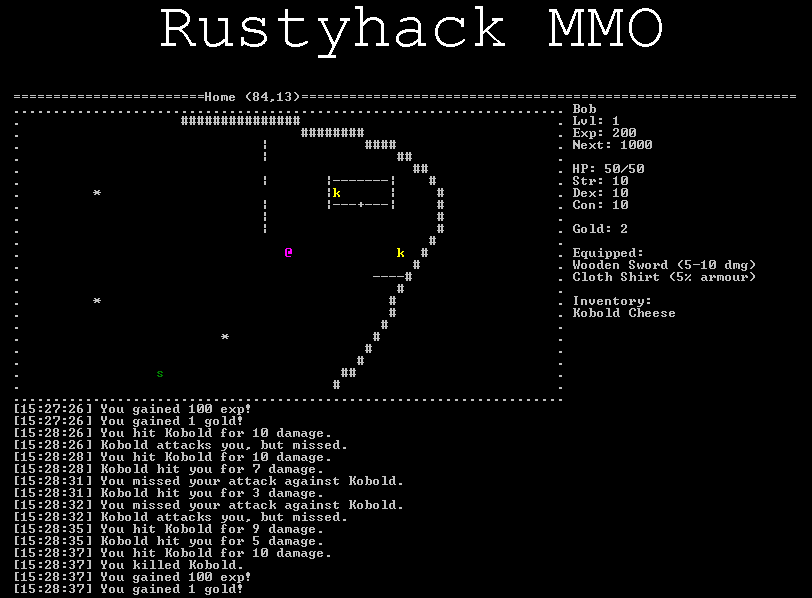 Rustyhack MMO
========================Home (84,13)==============================================================
Bob
Lvl: 1
Exp: 200
Next: 1000
HP: 50/50
Str: 10
Dex: 10
Con: 10
Gold: 2
Equipped:
Wooden Sword (5-10 dmg)
Cloth Shirt (5% armour)
Inventory:
Kobold Cheese
k
@
k
s
[15:27:26] You gained 100 exp!
[15:27:26] You gained 1 gold!
[15:28:26] You hit Kobold for 10 damage.
[15:28:26] Kobold attacks you, but missed.
[15:28:28] You hit Kobold for 10 damage.
[15:28:28] Kobold hit you for 7 damage.
[15:28:31] You missed your attack against Kobold.
[15:28:31] Kobold hit you for 3 damage.
[15:28:32] You missed your attack against Kobold.
[15:28:32] Kobold attacks you, but missed.
[15:28:35] You hit Kobold for 9 damage.
[15:28:35] Kobold hit you for 5 damage.
[15:28:37] You hit Kobold for 10 damage.
[15:28:37] You killed Kobold.
[15:28:37] You gained 100 exp!
[15:28:37] You gained 1 gold!